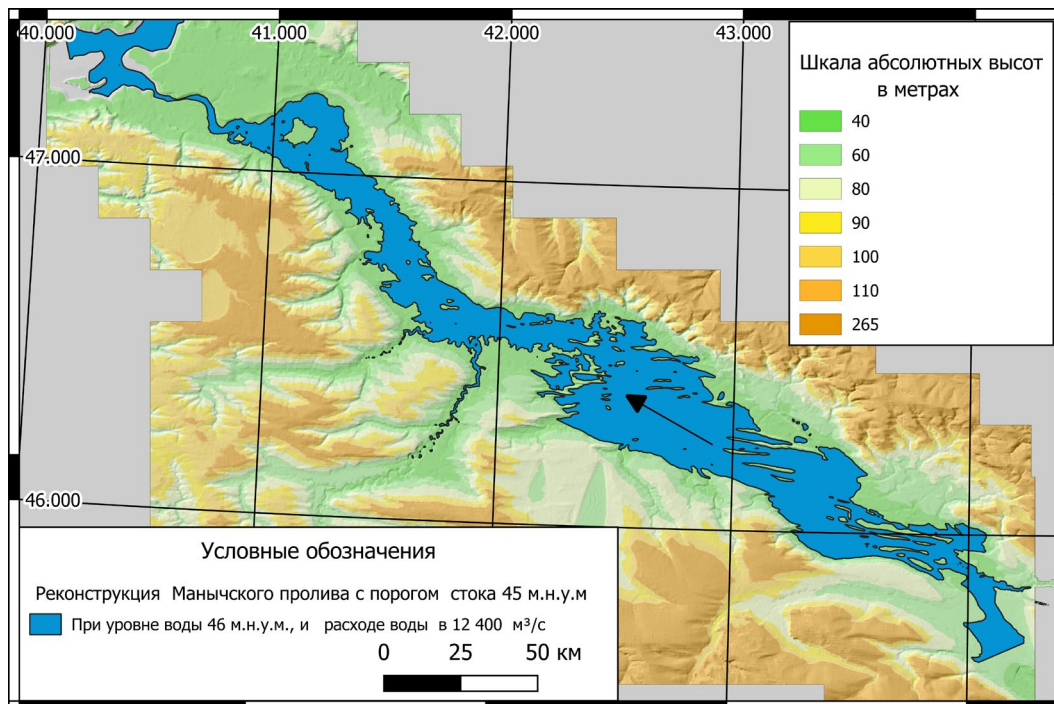 40.000
41.000
42.000
43.000
47.000
46.000
Шкала абсолютных высот
в метрах
40
60
80
90
100
110
265
Условные обозначения
Реконструкция Манычского пролива с порогом стока 45 м.н.у.м
При уровне воды 46 м.н.у.м., и расходе воды в 12 400 м³/с
0 25 50 км